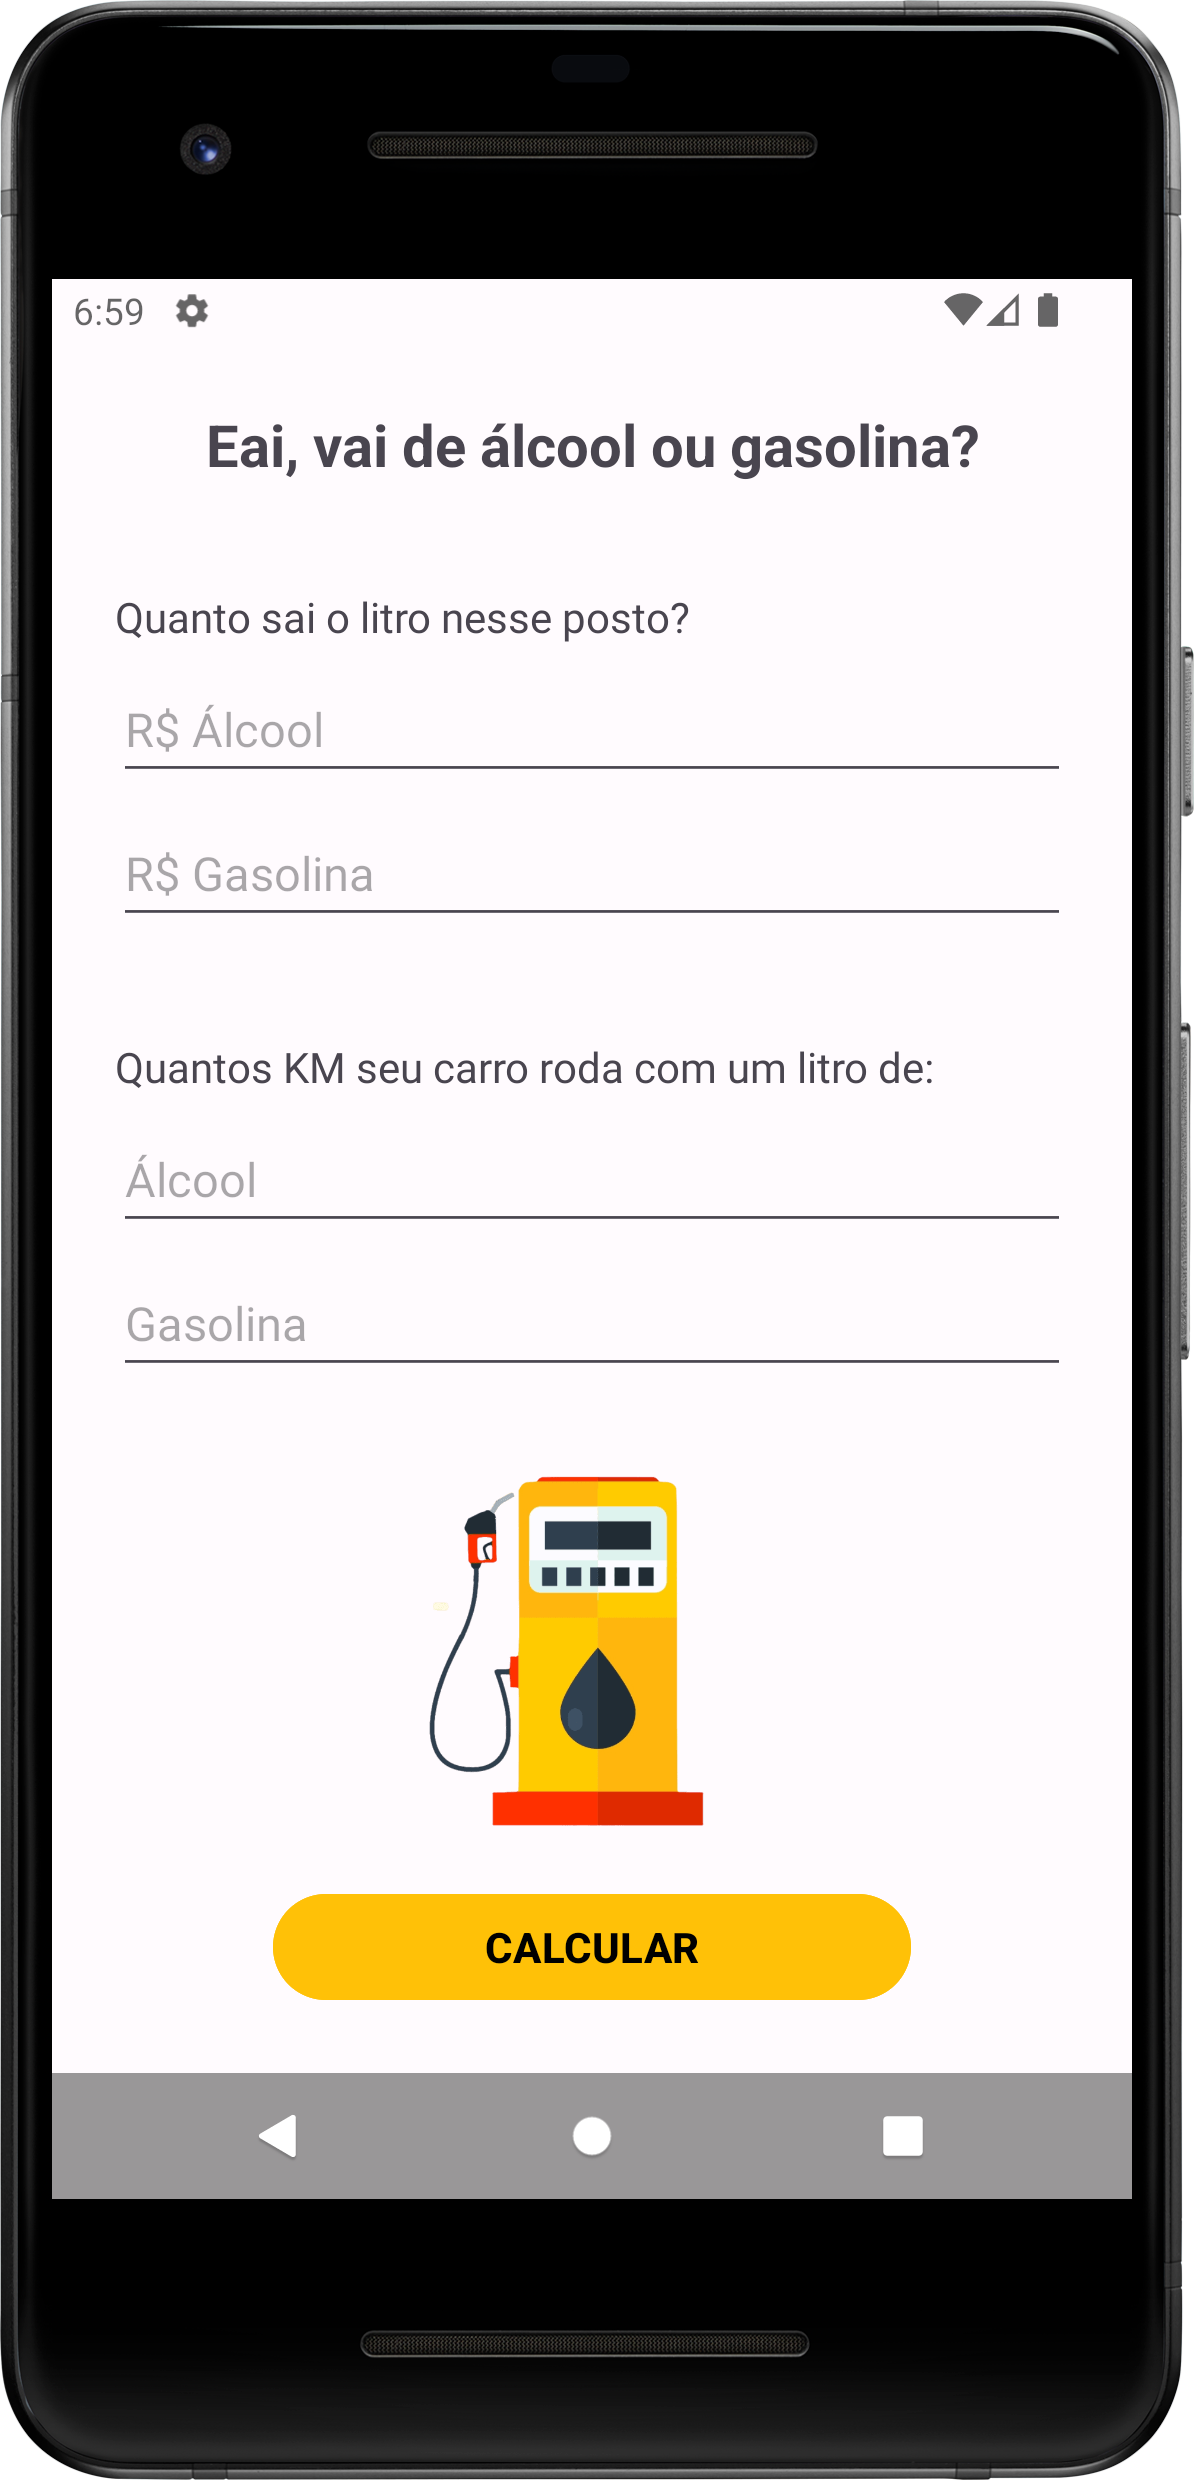 6:59
Eai, vai de álcool ou gasolina?
Quanto sai o litro nesse posto?
R$ Álcool
R$ Gasolina
Quantos KM seu carro roda com um litro de:
Álcool
Gasolina
CALCULAR